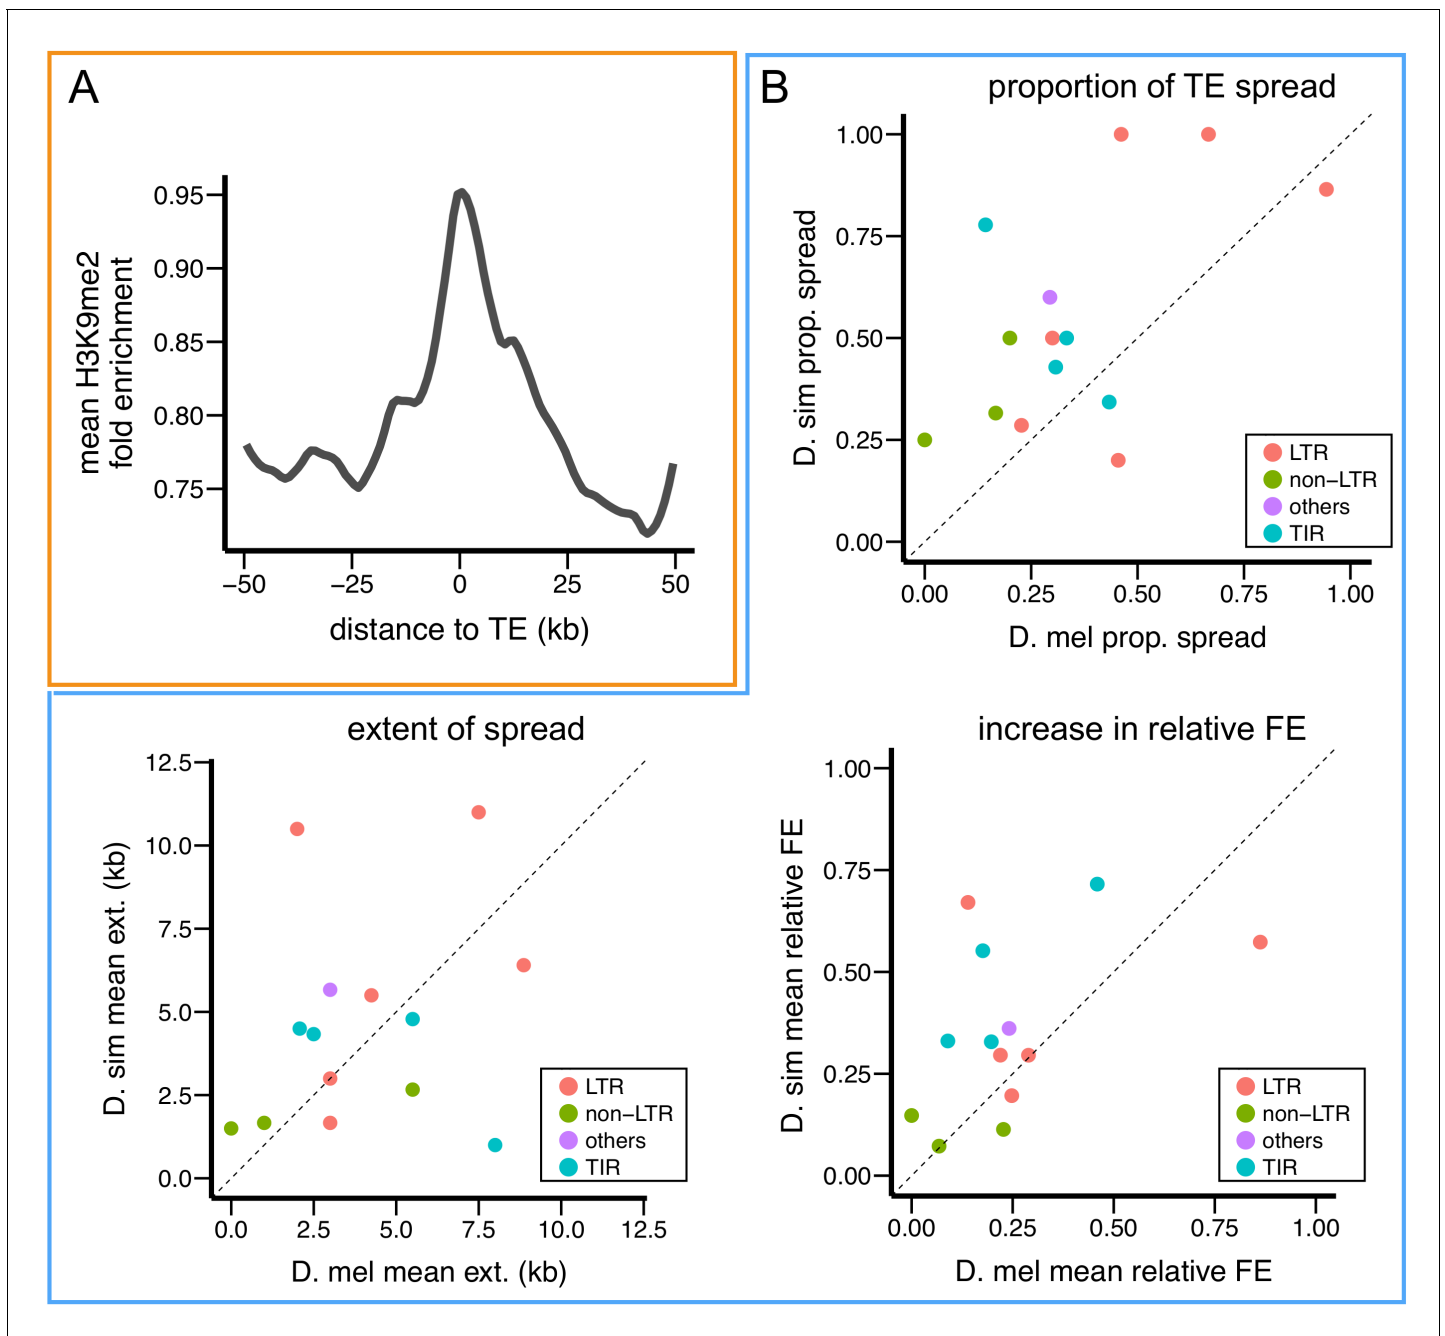 A
mean H3K9me2
fold enrichment
0.95
0.90
0.85
0.80
0.75
−50
−25
0
25
50
distance to TE (kb)
B
proportion of TE spread
D. sim prop. spread
1.00
0.75
0.50
0.25
0.00
0.00
0.25
0.50
0.75
1.00
D. mel prop. spread
LTR
non−LTR
others
TIR
extent of spread
D. sim mean ext. (kb)
12.5
10.0
7.5
5.0
2.5
0.0
0.0
2.5
5.0
7.5
10.0
12.5
D. mel mean ext. (kb)
LTR
non−LTR
others
TIR
increase in relative FE
D. sim mean relative FE
1.00
0.75
0.50
0.25
0.00
0.00
0.25
0.50
0.75
1.00
D. mel mean relative FE
LTR
non−LTR
others
TIR